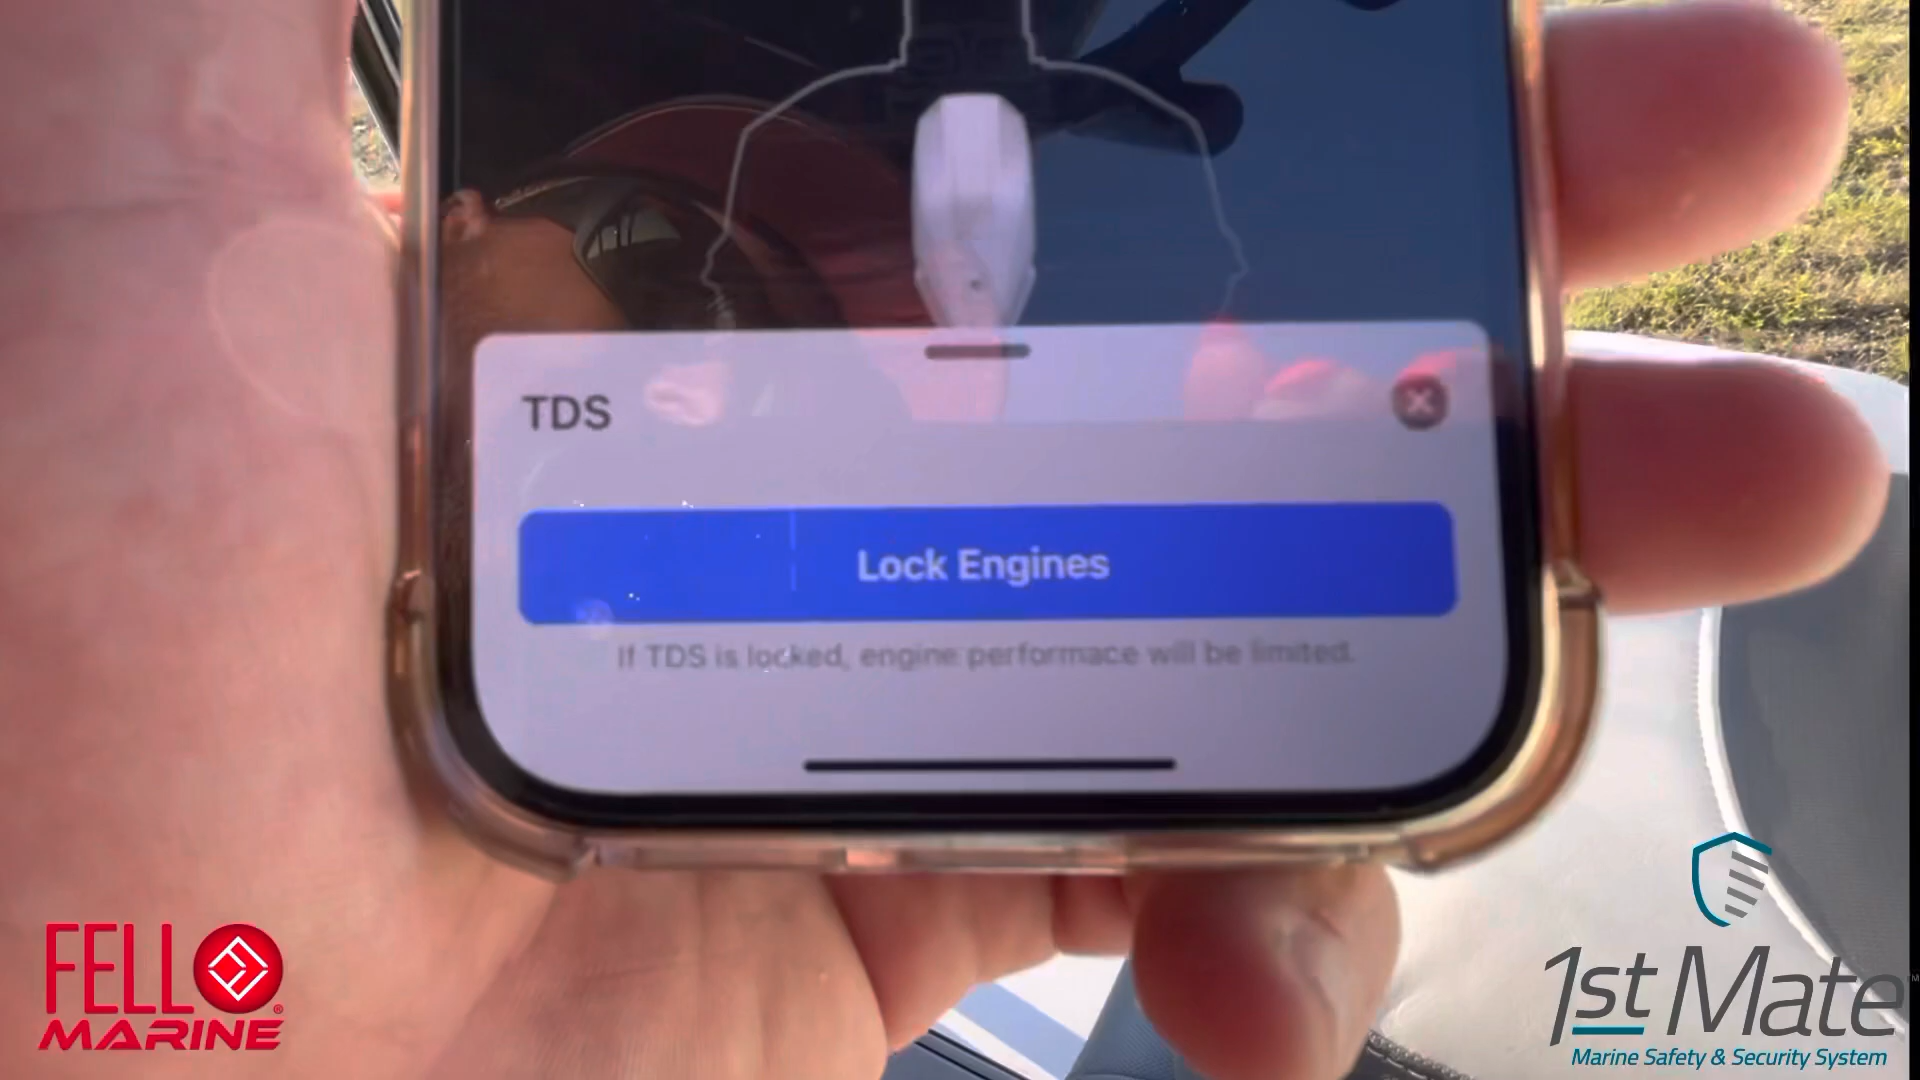 TDS
Lock Engines
If TDS is locked, engine performace will be limited.
FELL
MARINE
1st Mate
Marine Safety & Security System